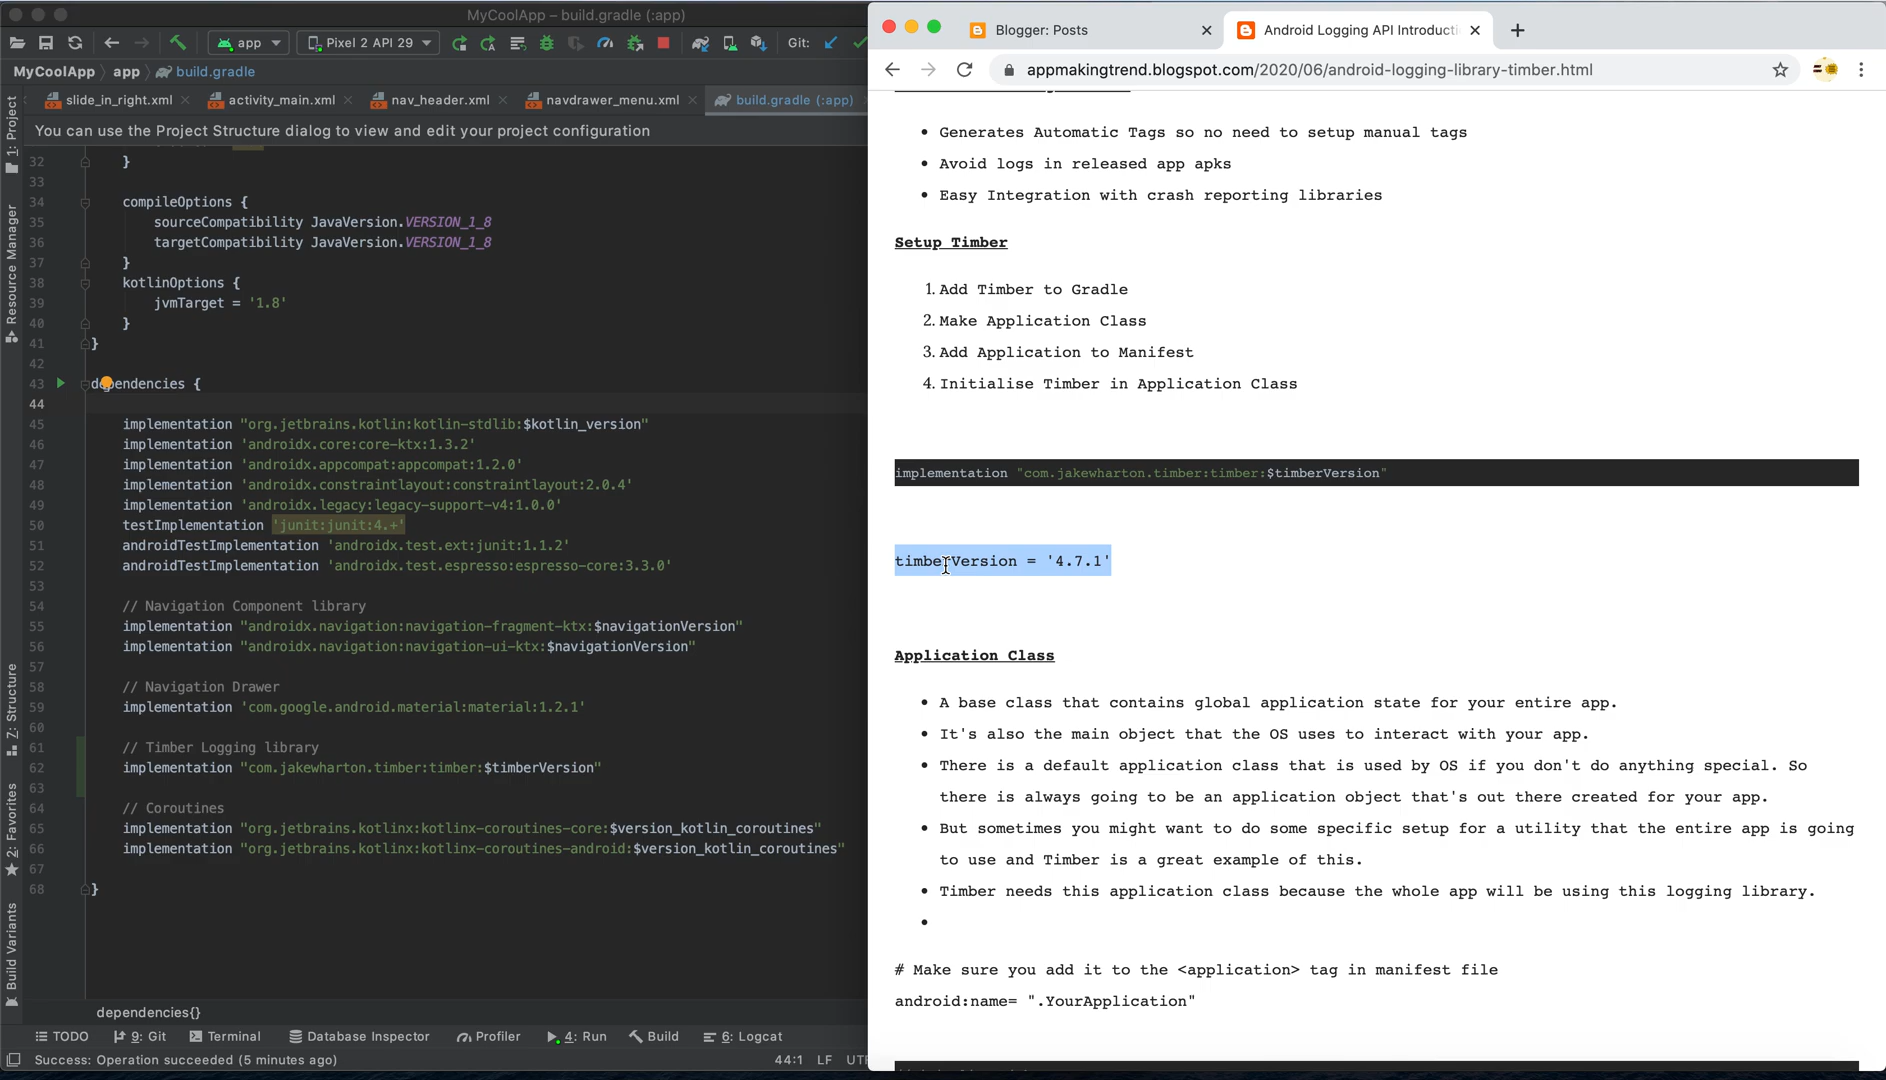 MyCoolApp – build.gradle (:app)
app
Pixel 2 API 29
Git:
MyCoolApp
app
build.gradle
slide_in_right.xml
activity_main.xml
nav_header.xml
navdrawer_menu.xml
build.gradle (:app)
You can use the Project Structure dialog to view and edit your project configuration
1: Project
Resource Manager
Z: Structure
2: Favorites
Build Variants
32 }
33
34 compileOptions {
35 sourceCompatibility JavaVersion.VERSION_1_8
36 targetCompatibility JavaVersion.VERSION_1_8
37 }
38 kotlinOptions {
39 jvmTarget = '1.8'
40 }
41 }
42
43 dependencies {
44
45 implementation "org.jetbrains.kotlin:kotlin-stdlib:$kotlin_version"
46 implementation 'androidx.core:core-ktx:1.3.2'
47 implementation 'androidx.appcompat:appcompat:1.2.0'
48 implementation 'androidx.constraintlayout:constraintlayout:2.0.4'
49 implementation 'androidx.legacy:legacy-support-v4:1.0.0'
50 testImplementation 'junit:junit:4.+'
51 androidTestImplementation 'androidx.test.ext:junit:1.1.2'
52 androidTestImplementation 'androidx.test.espresso:espresso-core:3.3.0'
53
54 // Navigation Component library
55 implementation "androidx.navigation:navigation-fragment-ktx:$navigationVersion"
56 implementation "androidx.navigation:navigation-ui-ktx:$navigationVersion"
57
58 // Navigation Drawer
59 implementation 'com.google.android.material:material:1.2.1'
60
61 // Timber Logging library
62 implementation "com.jakewharton.timber:timber:$timberVersion"
63
64 // Coroutines
65 implementation "org.jetbrains.kotlinx:kotlinx-coroutines-core:$version_kotlin_coroutines"
66 implementation "org.jetbrains.kotlinx:kotlinx-coroutines-android:$version_kotlin_coroutines"
67
68 }
dependencies{}
TODO
9: Git
Terminal
Database Inspector
Profiler
4: Run
Build
6: Logcat
Success: Operation succeeded (5 minutes ago)
44:1 LF UTF
Blogger: Posts
Android Logging API Introducti
appmakingtrend.blogspot.com/2020/06/android-logging-library-timber.html
• Generates Automatic Tags so no need to setup manual tags
• Avoid logs in released app apks
• Easy Integration with crash reporting libraries
Setup Timber
1. Add Timber to Gradle
2. Make Application Class
3. Add Application to Manifest
4. Initialise Timber in Application Class
implementation "com.jakewharton.timber:timber:$timberVersion"
timberVersion = '4.7.1'
Application Class
• A base class that contains global application state for your entire app.
• It's also the main object that the OS uses to interact with your app.
• There is a default application class that is used by OS if you don't do anything special. So
there is always going to be an application object that's out there created for your app.
• But sometimes you might want to do some specific setup for a utility that the entire app is going
to use and Timber is a great example of this.
• Timber needs this application class because the whole app will be using this logging library.
•
# Make sure you add it to the <application> tag in manifest file
android:name= ".YourApplication"